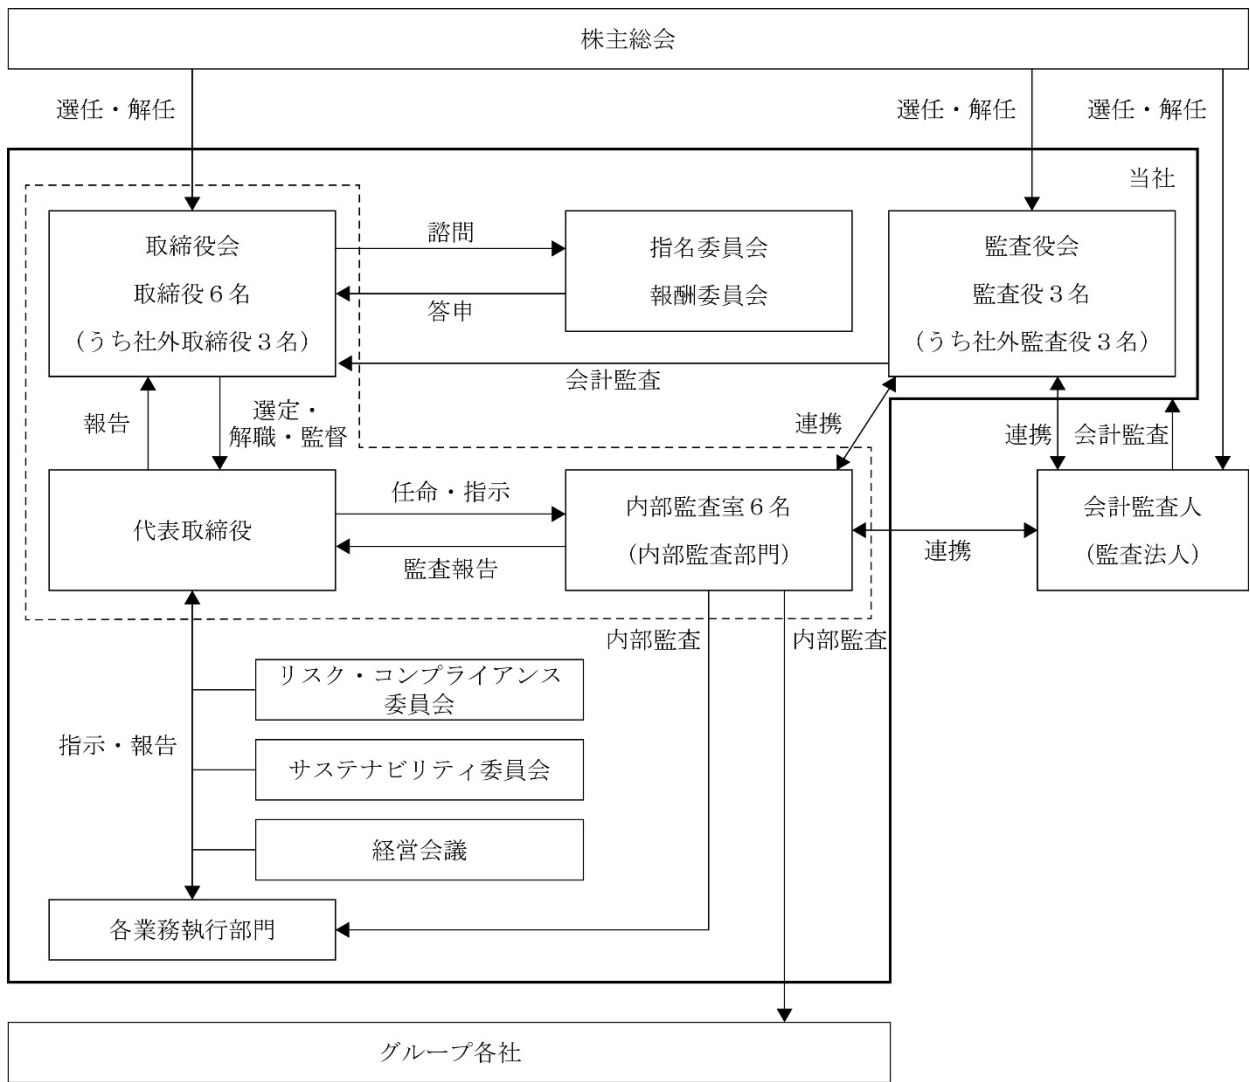 株主総会
選任・解任
選任・解任
選任・解任
当社
取締役会
取締役６名
(うち社外取締役３名)
諮問
答申
指名委員会
報酬委員会
監査役会
監査役３名
(うち社外監査役３名)
会計監査
報告
選定・
解職・監督
連携
連携
会計監査
代表取締役
任命・指示
監査報告
内部監査室６名
(内部監査部門)
連携
会計監査人
(監査法人)
内部監査
内部監査
リスク・コンプライアンス
委員会
指示・報告
サステナビリティ委員会
経営会議
各業務執行部門
グループ各社